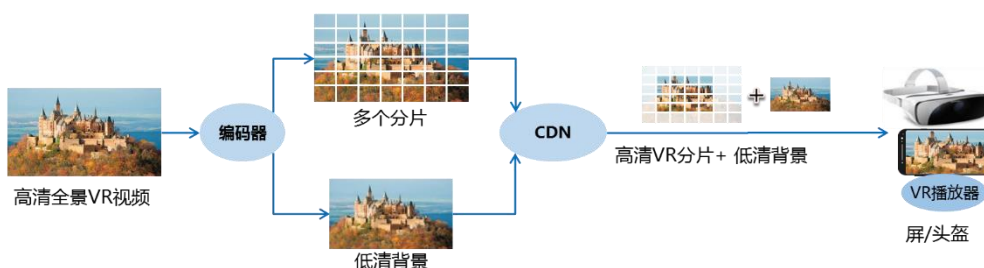 高清全景VR视频
编码器
多个分片
低清背景
CDN
高清VR分片+ 低清背景
VR播放器
屏/头盔